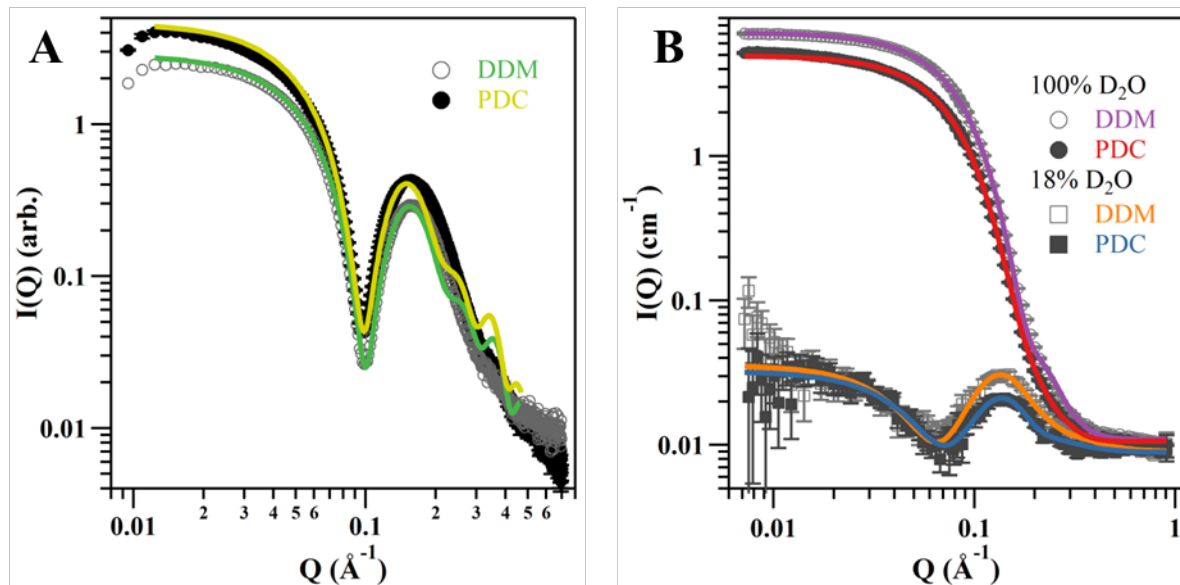 A
DDM
PDC
I(Q) (arb.)
1
0.1
0.01
0.01
2
3
4
5
6
0.1
2
3
4
5
6
Q (Å⁻¹)
B
100% D₂O
DDM
PDC
18% D₂O
DDM
PDC
I(Q) (cm⁻¹)
1
0.1
0.01
0.01
0.1
1
Q (Å⁻¹)